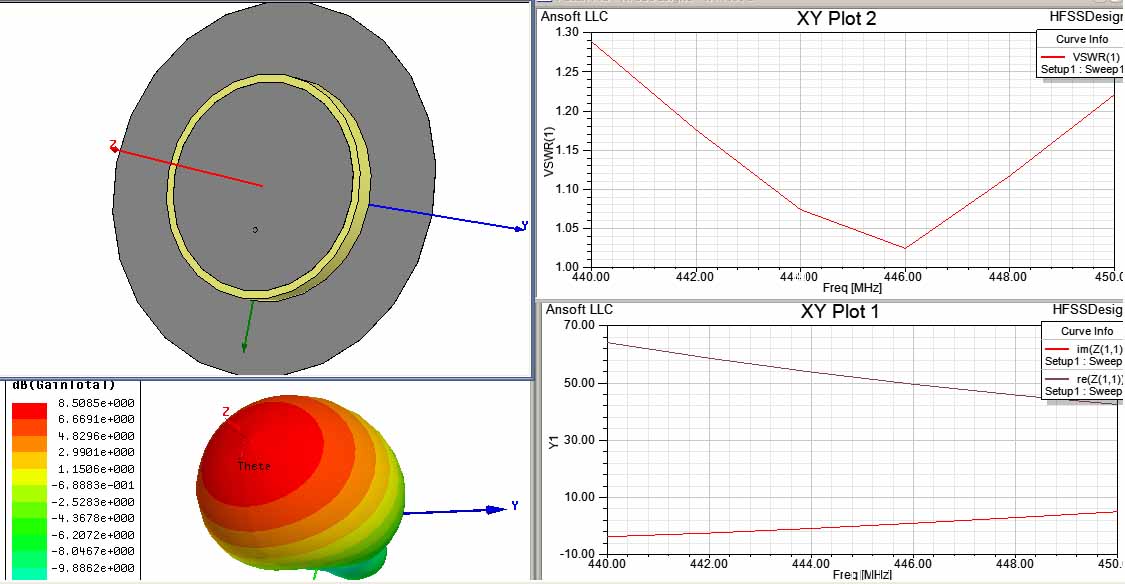 Z
Y
Ansoft LLC
XY Plot 2
HFSSDesign
1.30
1.25
1.20
1.15
1.10
1.05
1.00
VSWR(1)
Curve Info
VSWR(1)
Setup1 : Sweep1
440.00
442.00
446.00
448.00
450.0
Freq [MHz]
Ansoft LLC
XY Plot 1
HFSSDesig
70.00
50.00
30.00
10.00
-10.00
Y1
Curve Info
im(Z(1,1)
Setup1 : Sweep
re(Z(1,1))
Setup1 : Sweep
440.00
442.00
444.00
446.00
448.00
450.
Freq [MHz]
dB(GainTotal)
8.5085e+000
6.6691e+000
4.8296e+000
2.9901e+000
1.1506e+000
-6.8883e-001
-2.5283e+000
-4.3678e+000
-6.2072e+000
-8.0467e+000
-9.8862e+000
Z
Theta
Y